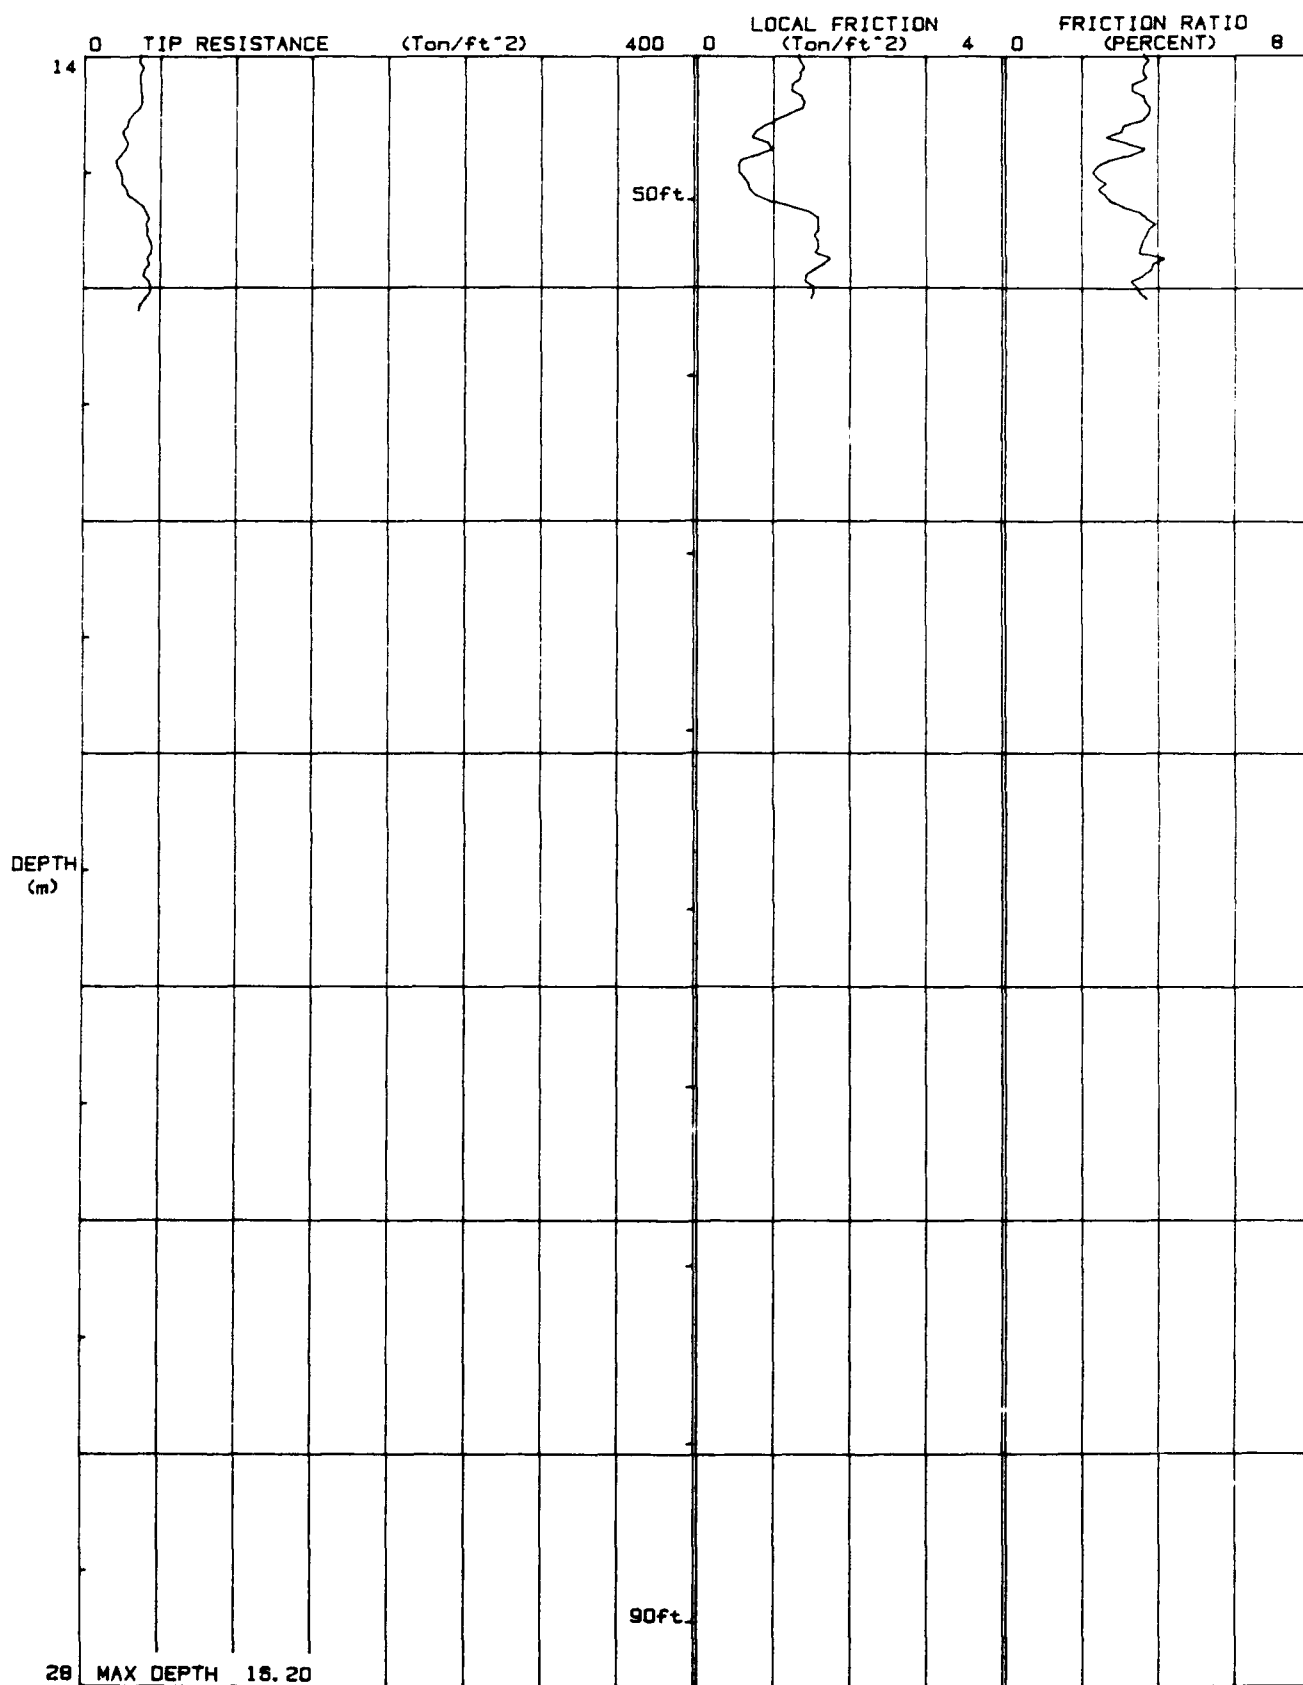 LOCAL FRICTION FRICTION RATIO
0 TIP RESISTANCE (Ton/ft^2) 400 0 (Ton/ft^2) 4 0 (PERCENT) 8
14
50ft.
DEPTH
(m)
90ft.
28 MAX DEPTH 16.20